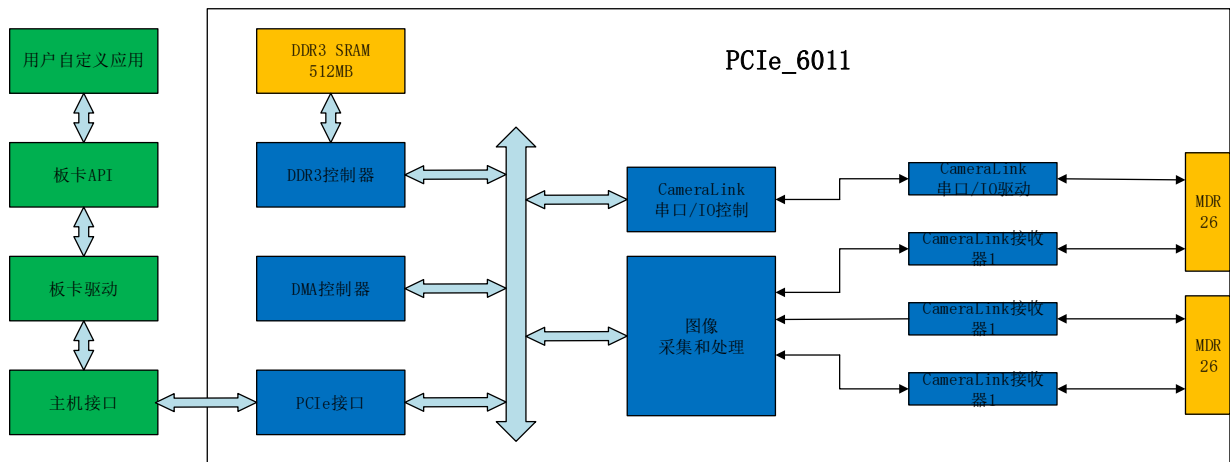 PCIe_6011
用户自定义应用
板卡API
板卡驱动
主机接口
DDR3 SRAM
512MB
DDR3控制器
DMA控制器
PCIe接口
CameraLink
串口/IO控制
图像
采集和处理
CameraLink
串口/IO驱动
CameraLink接收
器1
CameraLink接收
器1
CameraLink接收
器1
MDR
26
MDR
26